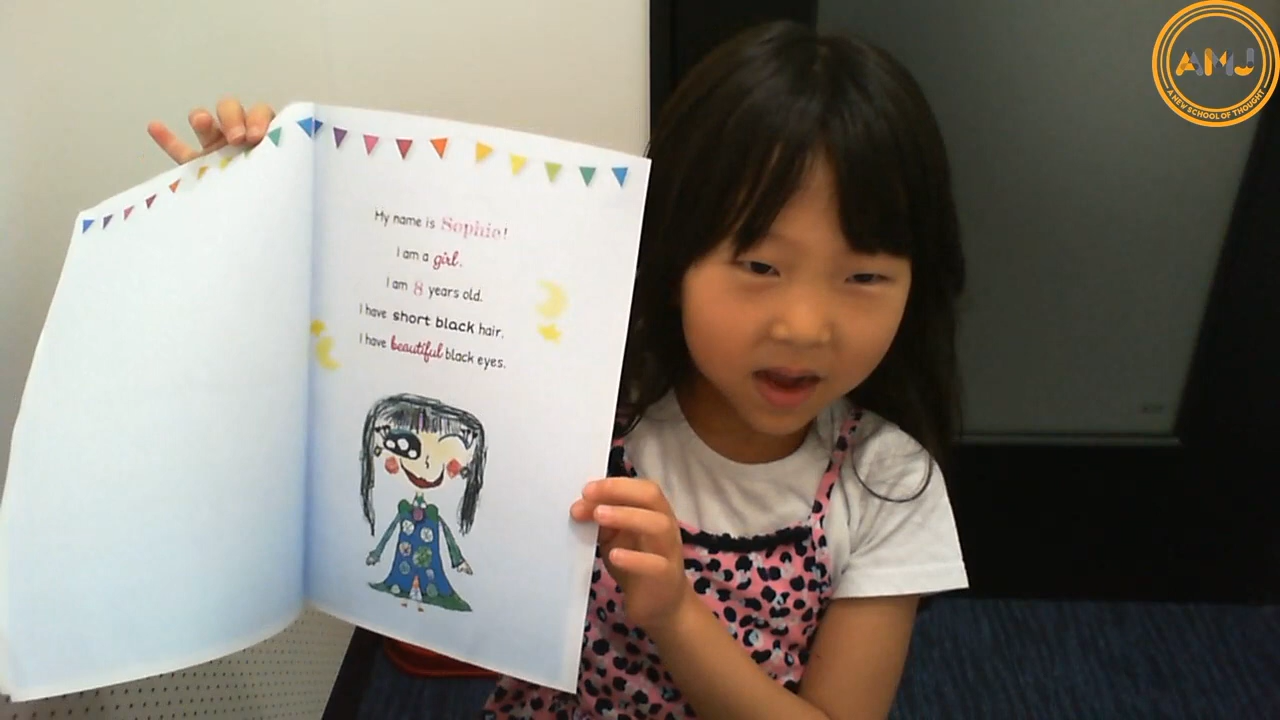 My name is Sophie!
I am a girl.
I am 8 years old.
I have short black hair.
I have beautiful black eyes.
AMJ
A NEW SCHOOL OF THOUGHT